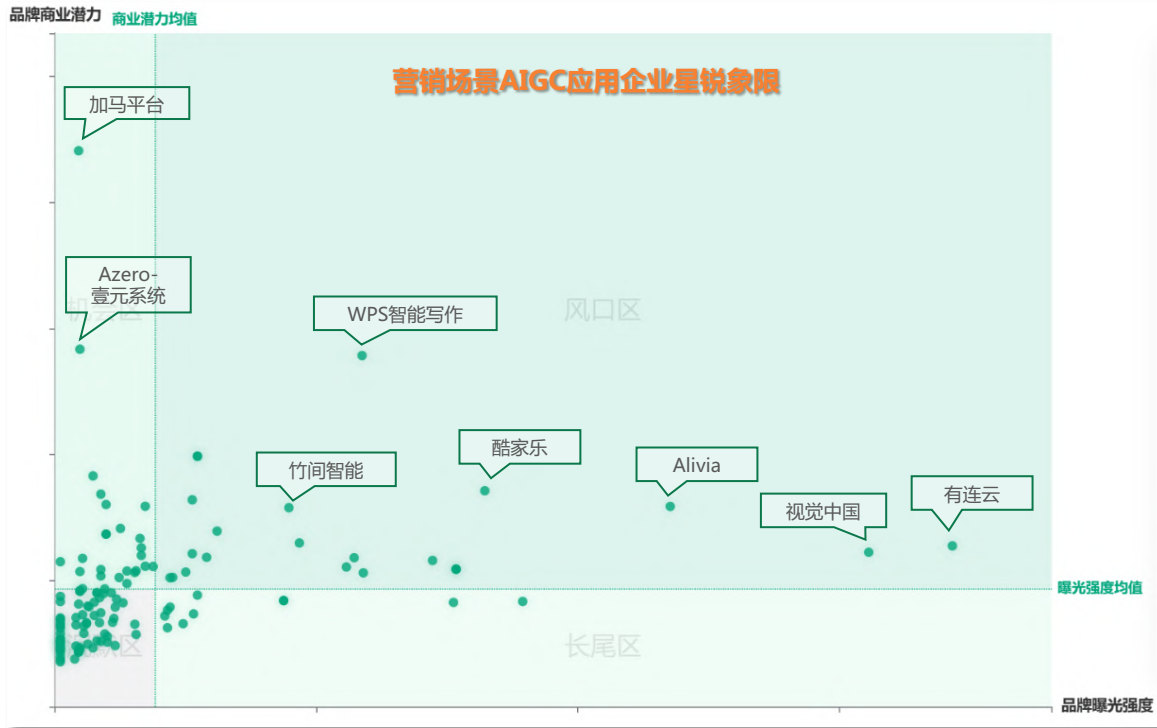 品牌商业潜力
商业潜力均值
营销场景AIGC应用企业星锐象限
加马平台
Azero-
壹元系统
WPS智能写作
风口区
酷家乐
竹间智能
Alivia
有连云
视觉中国
曝光强度均值
长尾区
品牌曝光强度